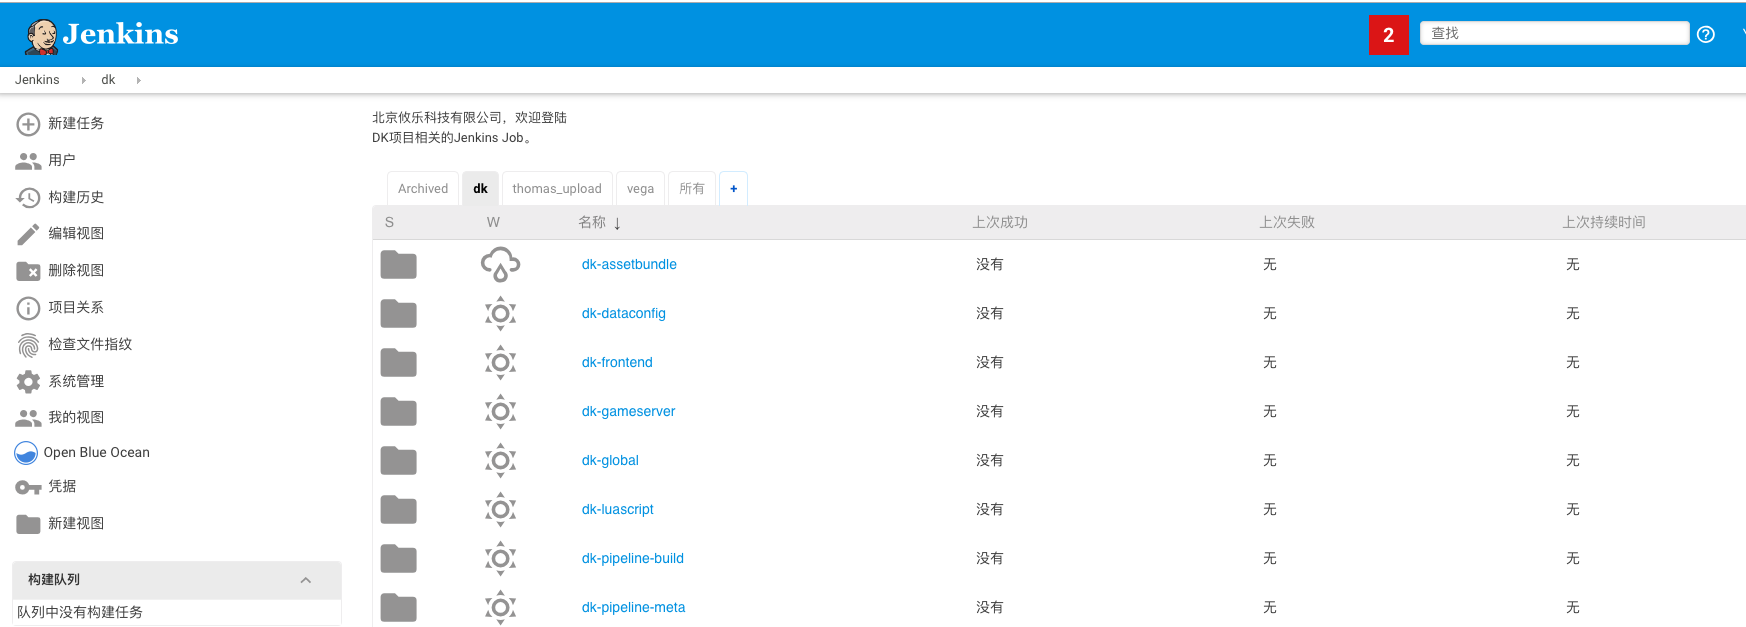 Jenkins
2
查找
Jenkins
dk
新建任务
用户
构建历史
编辑视图
删除视图
项目关系
检查文件指纹
系统管理
我的视图
Open Blue Ocean
凭据
新建视图
构建队列
队列中没有构建任务
北京攸乐科技有限公司，欢迎登陆
DK项目相关的Jenkins Job。
Archived dk thomas_upload vega 所有 +
S W 名称 ↓ 上次成功 上次失败 上次持续时间
dk-assetbundle 没有 无 无
dk-dataconfig 没有 无 无
dk-frontend 没有 无 无
dk-gameserver 没有 无 无
dk-global 没有 无 无
dk-luascript 没有 无 无
dk-pipeline-build 没有 无 无
dk-pipeline-meta 没有 无 无